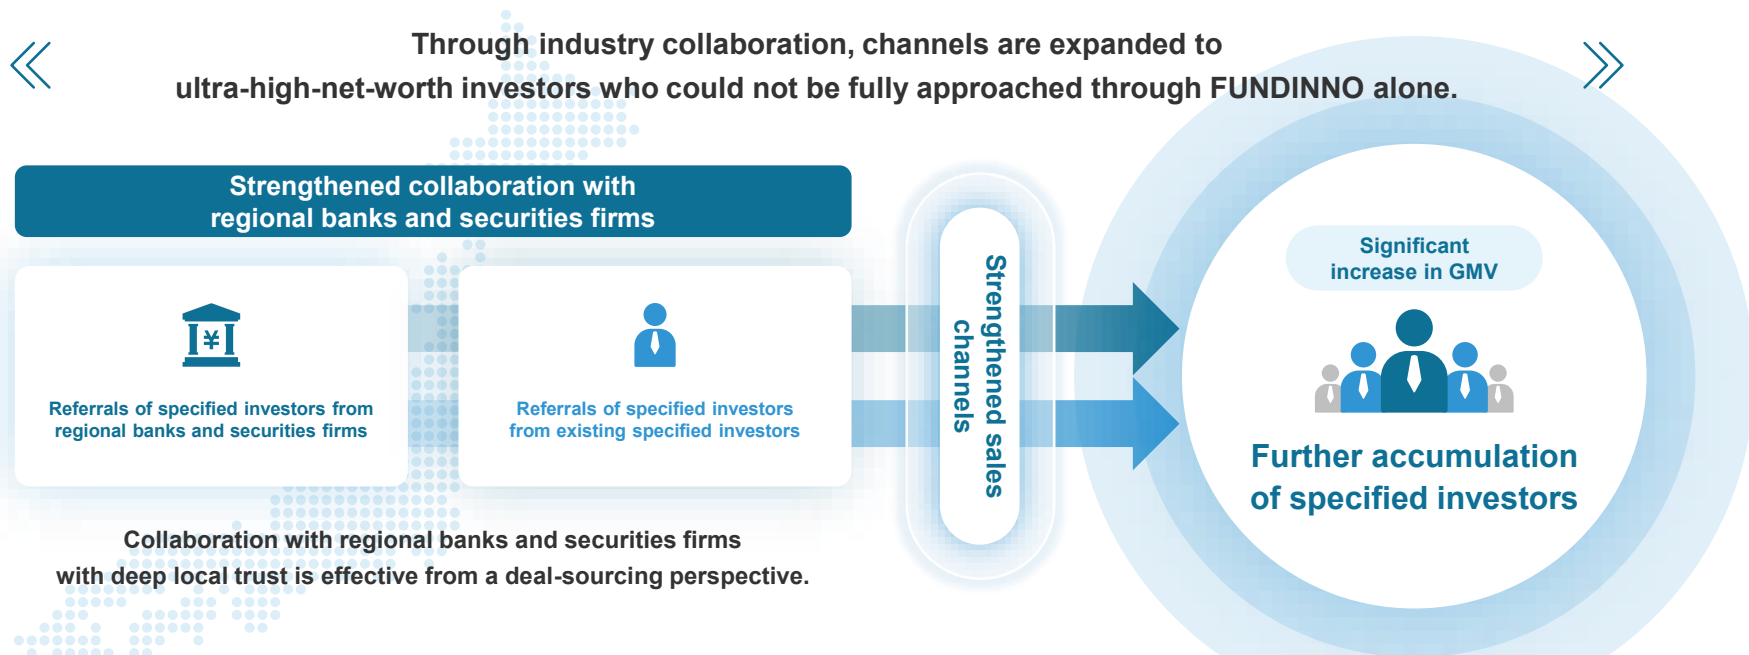 Through industry collaboration, channels are expanded to
ultra-high-net-worth investors who could not be fully approached through FUNDINNO alone.
Strengthened collaboration with
regional banks and securities firms
¥
Referrals of specified investors from
regional banks and securities firms
Referrals of specified investors
from existing specified investors
Collaboration with regional banks and securities firms
with deep local trust is effective from a deal-sourcing perspective.
Strengthened sales
channels
Significant
increase in GMV
Further accumulation
of specified investors